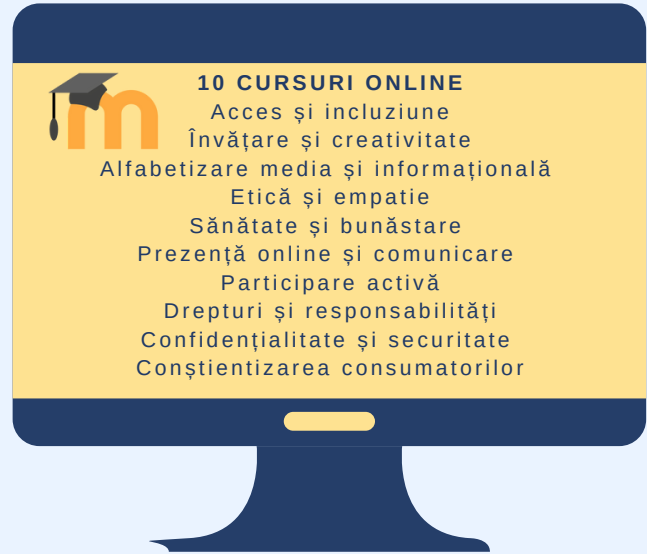 10 CURSURI ONLINE
Acces și incluziune
Învățare și creativitate
Alfabetizare media și informațională
Etică și empatie
Sănătate și bunăstare
Prezență online și comunicare
Participare activă
Drepturi și responsabilități
Confidențialitate și securitate
Conștientizarea consumatorilor